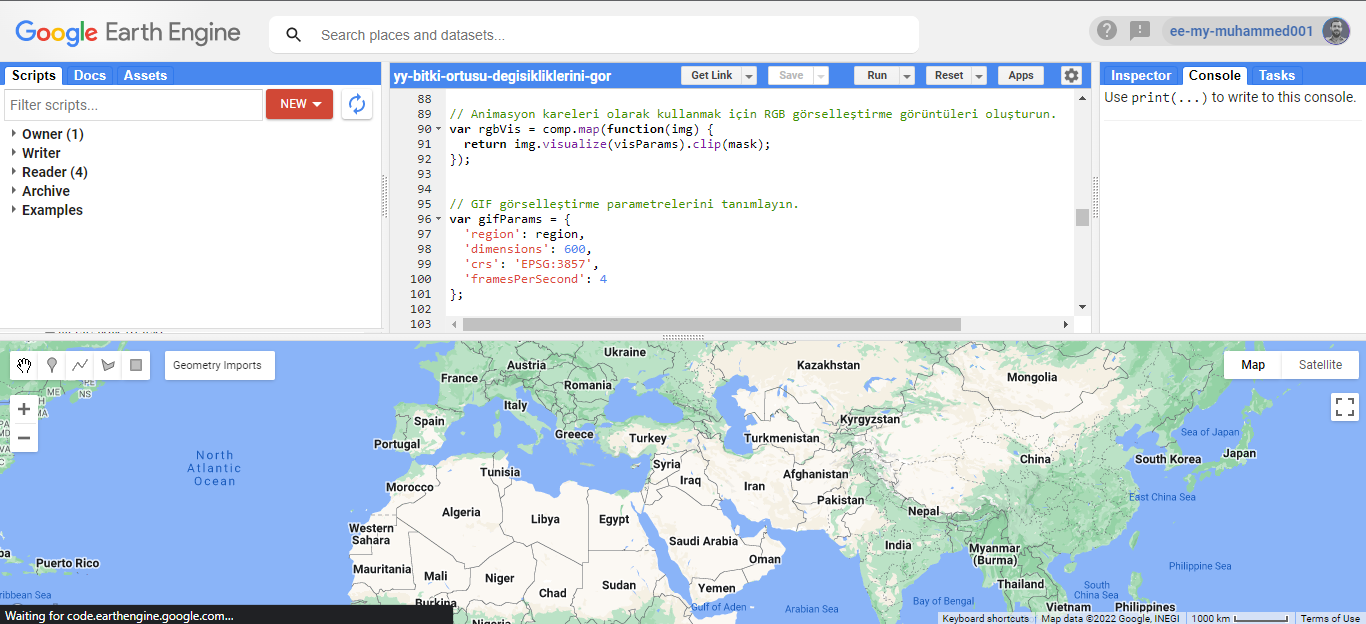 Google Earth Engine
Search places and datasets...
ee-my-muhammed001
Scripts Docs Assets
Filter scripts...
NEW
Owner (1)
Writer
Reader (4)
Archive
Examples
yy-bitki-ortusu-degisikliklerini-gor
Get Link Save Run Reset Apps
88
89 // Animasyon kareleri olarak kullanmak için RGB görselleştirme görüntüleri oluşturun.
90 var rgbVis = comp.map(function(img) {
91 return img.visualize(visParams).clip(mask);
92 });
93
94
95 // GIF görselleştirme parametrelerini tanımlayın.
96 var gifParams = {
97 'region': region,
98 'dimensions': 600,
99 'crs': 'EPSG:3857',
100 'framesPerSecond': 4
101 };
102
103
Inspector Console Tasks
Use print(...) to write to this console.
Geometry Imports
Map Satellite
Ukraine
Austria
Kazakhstan
France
Mongolia
Romania
Italy
Spain
Kyrgyzstan
Greece
Turkey
Turkmenistan
Sea of Japan
Portugal
Japan
North
Atlantic
Ocean
Syria
China
South Korea
Tunisia
Iraq
Afghanistan
Morocco
Iran
East China Sea
Pakistan
Algeria
Libya
Egypt
Nepal
Western
Sahara
Saudi Arabia
India
Myanmar
(Burma)
Oman
Puerto Rico
Mauritania
Philippine Sea
Mali
Niger
Sudan
Yemen
Thailand
South
China Sea
Chad
ribbean Sea
Burkina
Gulf of Aden
Arabian Sea
Bay of Bengal
Vietnam
Philippines
Nigeria
Waiting for code.earthengine.google.com...
Keyboard shortcuts
Map data ©2022 Google, INEGI
1000 km
Terms of Use